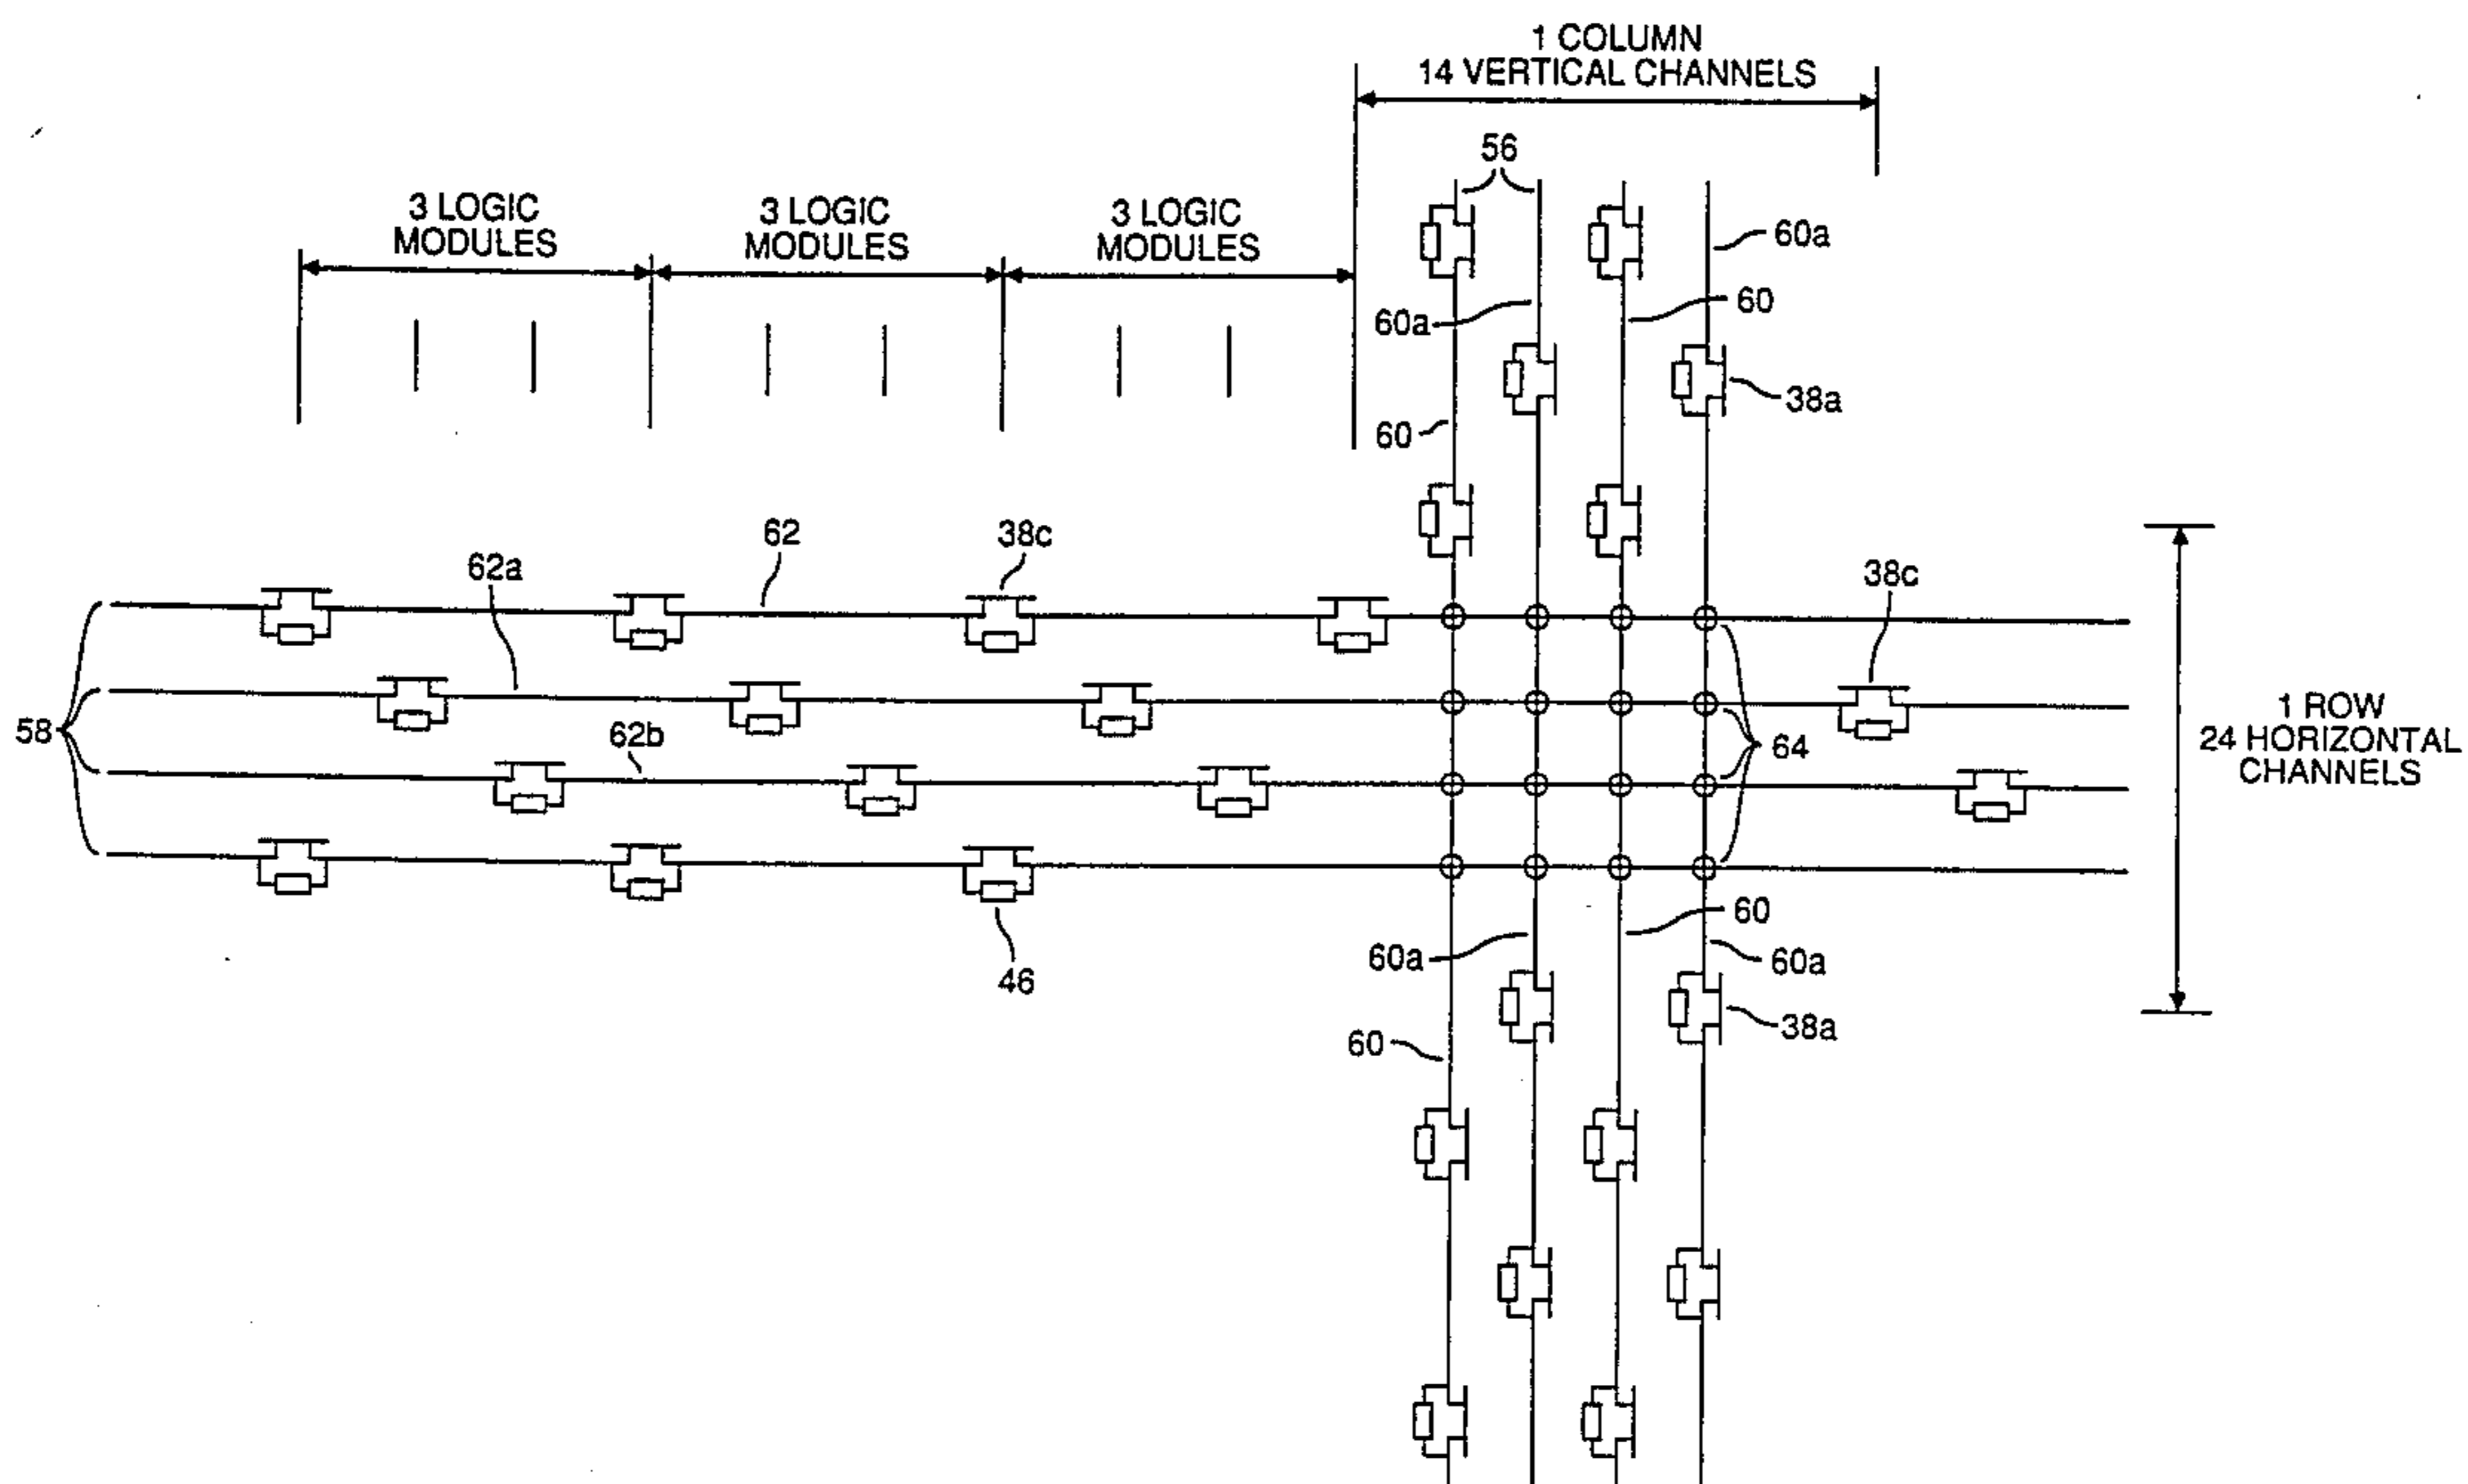 1 COLUMN
14 VERTICAL CHANNELS
56
3 LOGIC
MODULES
3 LOGIC
MODULES
3 LOGIC
MODULES
60a
60
60a
38a
60
62
38c
62a
38c
58
62b
64
1 ROW
24 HORIZONTAL
CHANNELS
46
60
60a
60a
38a
60